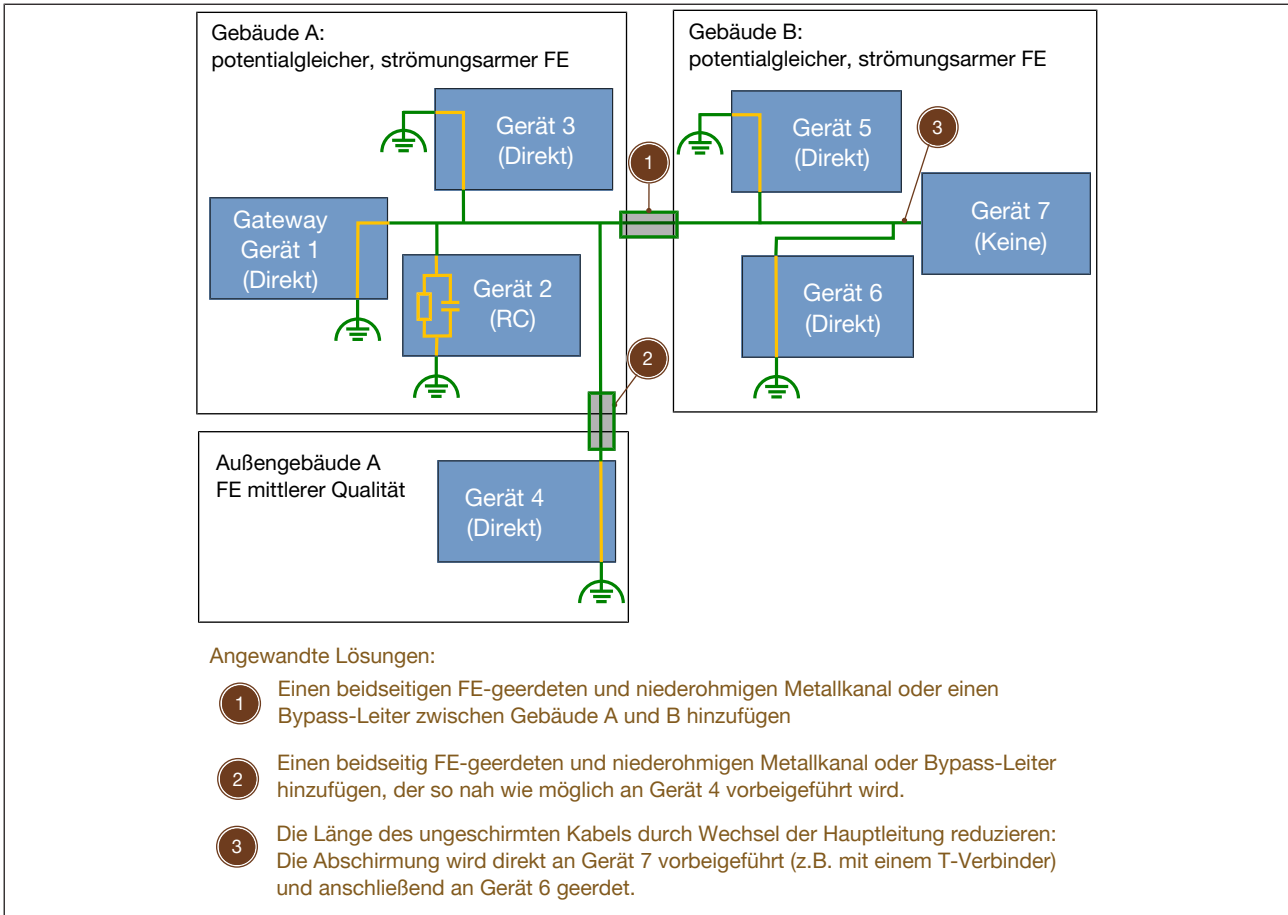 Gebäude A:
potentialgleicher, strömungsarmer FE
Gebäude B:
potentialgleicher, strömungsarmer FE
Gerät 3
(Direkt)
1
Gerät 5
(Direkt)
3
Gateway
Gerät 1
(Direkt)
Gerät 2
(RC)
Gerät 7
(Keine)
Gerät 6
(Direkt)
2
Außengebäude A
FE mittlerer Qualität
Gerät 4
(Direkt)
Angewandte Lösungen:
1 Einen beidseitigen FE-geerdeten und niederohmigen Metallkanal oder einen
Bypass-Leiter zwischen Gebäude A und B hinzufügen
2 Einen beidseitig FE-geerdeten und niederohmigen Metallkanal oder Bypass-Leiter
hinzufügen, der so nah wie möglich an Gerät 4 vorbeigeführt wird.
3 Die Länge des ungeschirmten Kabels durch Wechsel der Hauptleitung reduzieren:
Die Abschirmung wird direkt an Gerät 7 vorbeigeführt (z.B. mit einem T-Verbinder)
und anschließend an Gerät 6 geerdet.